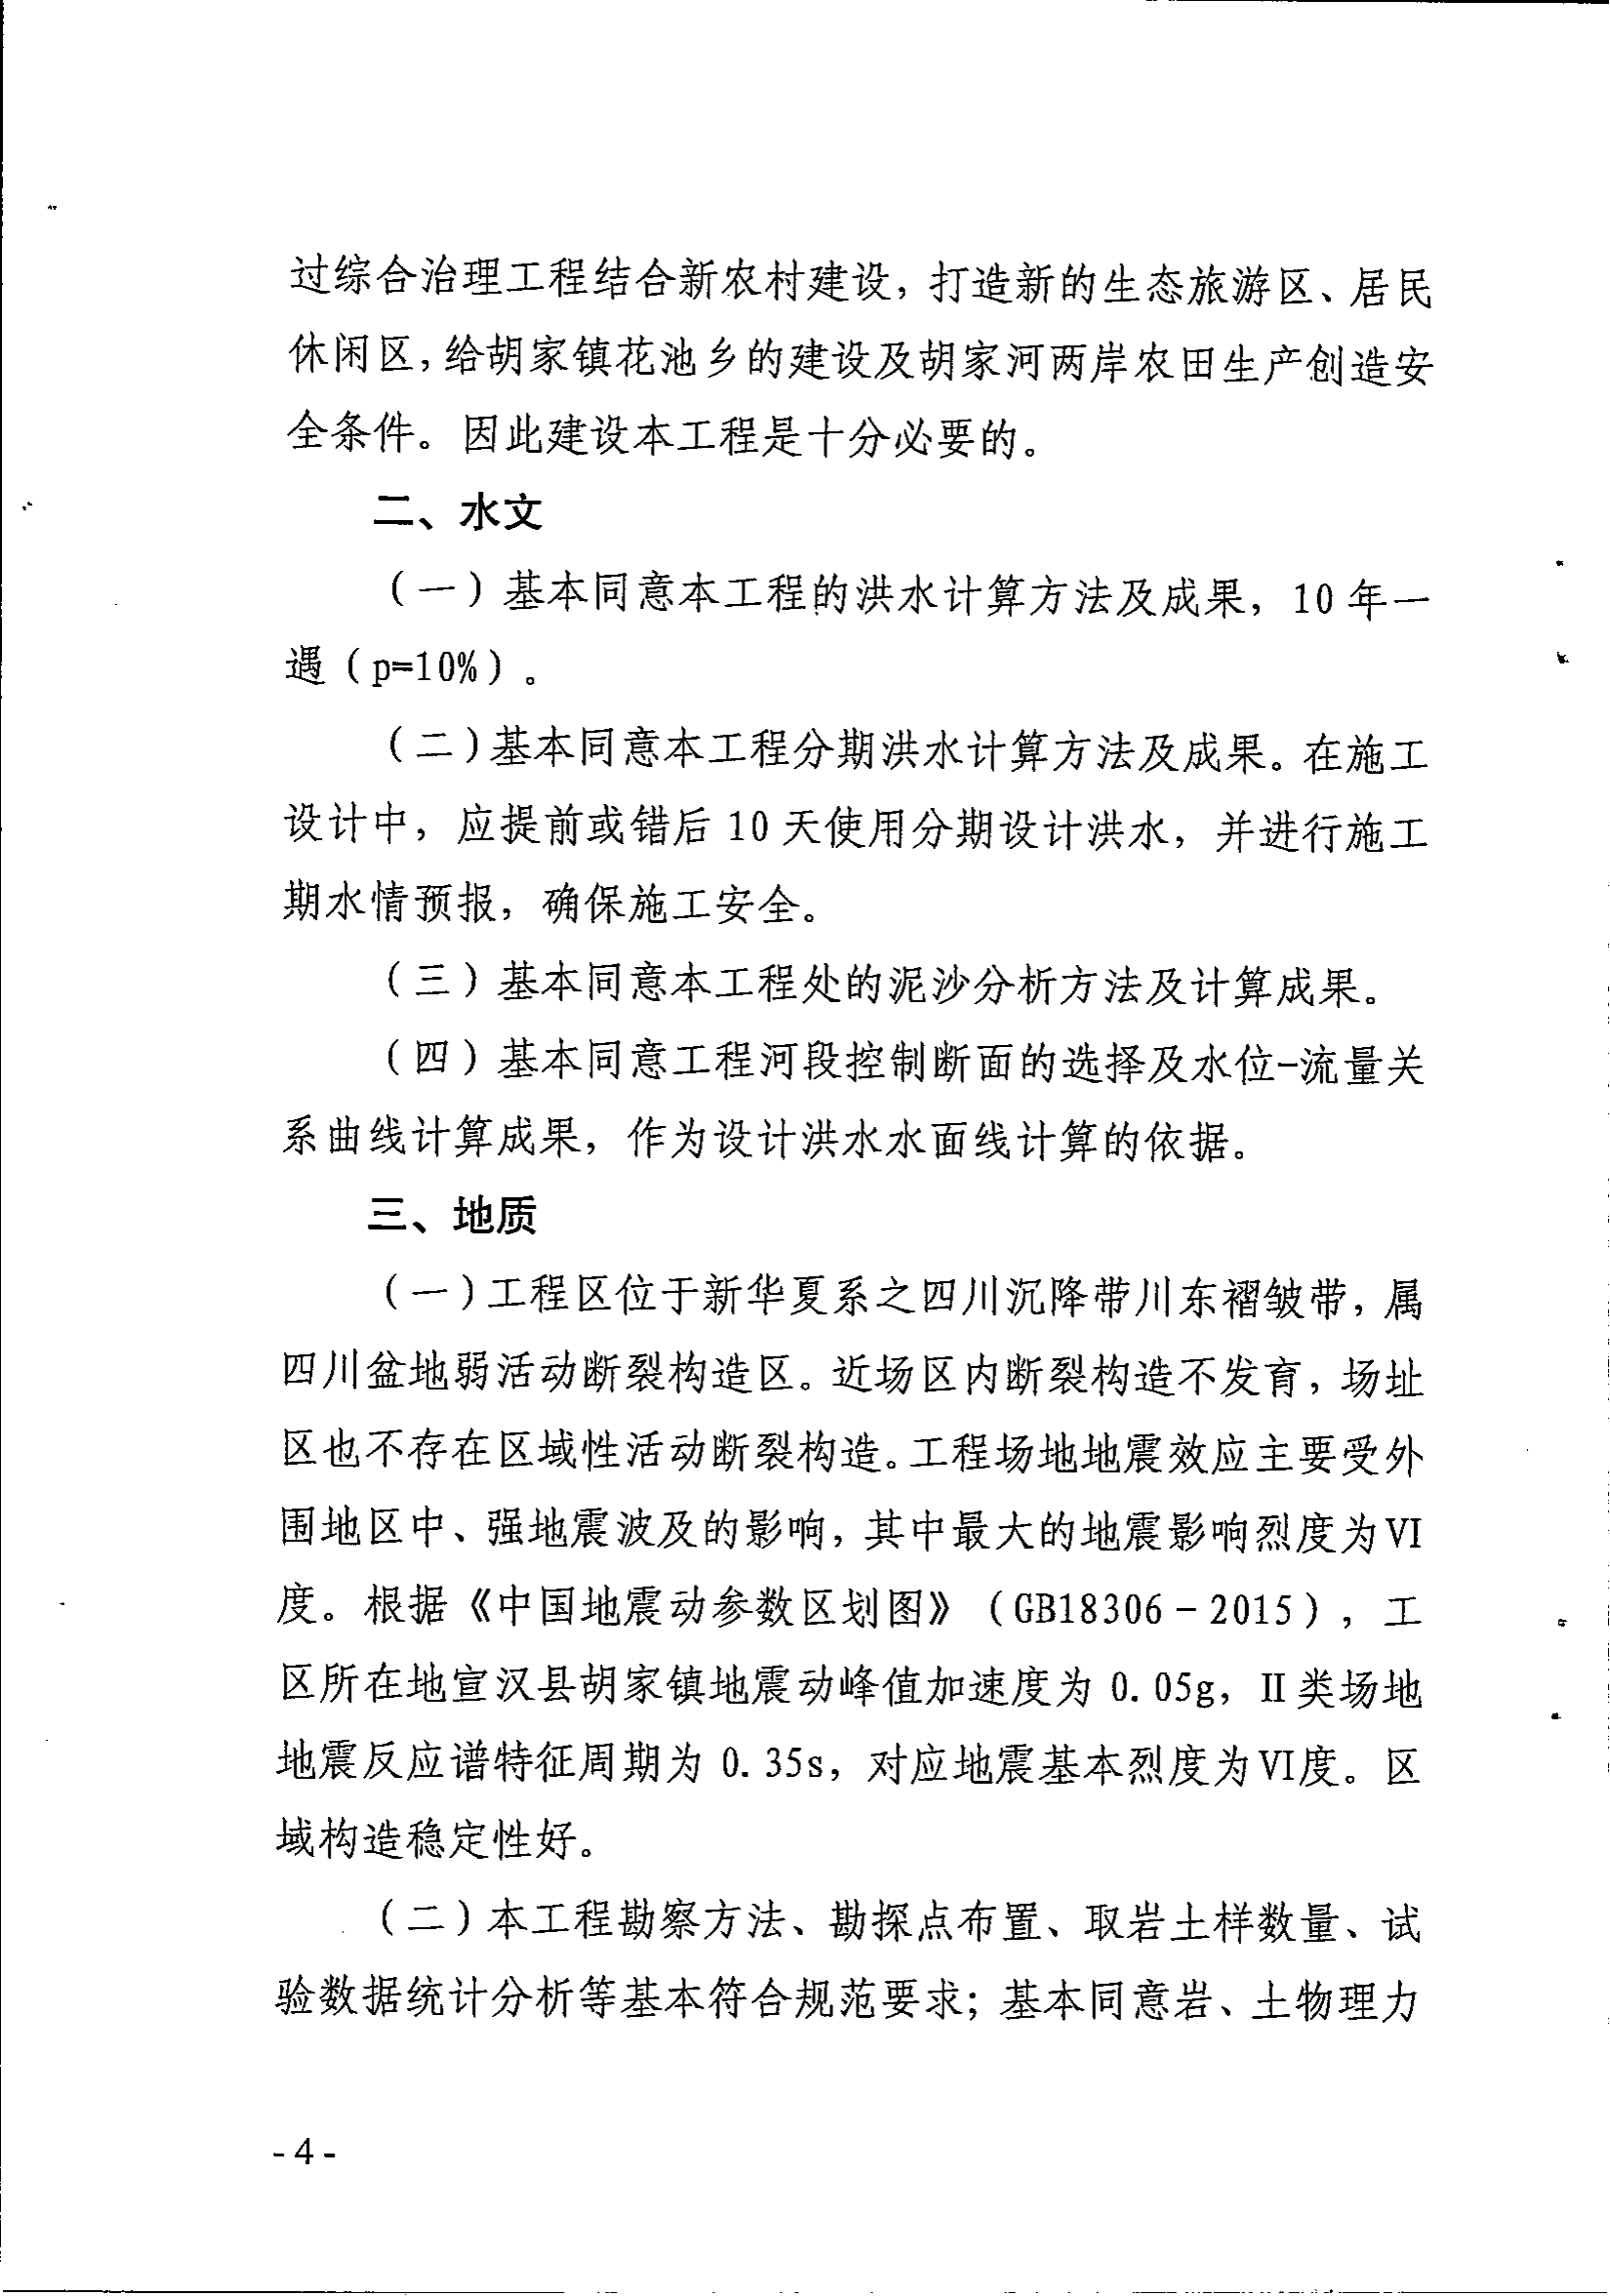 过综合治理工程结合新农村建设，打造新的生态旅游区、居民
休闲区，给胡家镇花池乡的建设及胡家河两岸农田生产创造安
全条件。因此建设本工程是十分必要的。
二、水文
（一）基本同意本工程的洪水计算方法及成果，10 年一
遇（p=10%）。
（二）基本同意本工程分期洪水计算方法及成果。在施工
设计中，应提前或错后 10 天使用分期设计洪水，并进行施工
期水情预报，确保施工安全。
（三）基本同意本工程处的泥沙分析方法及计算成果。
（四）基本同意工程河段控制断面的选择及水位-流量关
系曲线计算成果，作为设计洪水水面线计算的依据。
三、地质
（一）工程区位于新华夏系之四川沉降带川东褶皱带，属
四川盆地弱活动断裂构造区。近场区内断裂构造不发育，场址
区也不存在区域性活动断裂构造。工程场地地震效应主要受外
围地区中、强地震波及的影响，其中最大的地震影响烈度为VI
度。根据《中国地震动参数区划图》（GB18306－2015），工
区所在地宣汉县胡家镇地震动峰值加速度为 0.05g，II 类场地
地震反应谱特征周期为 0.35s，对应地震基本烈度为VI度。区
域构造稳定性好。
（二）本工程勘察方法、勘探点布置、取岩土样数量、试
验数据统计分析等基本符合规范要求；基本同意岩、土物理力
- 4 -